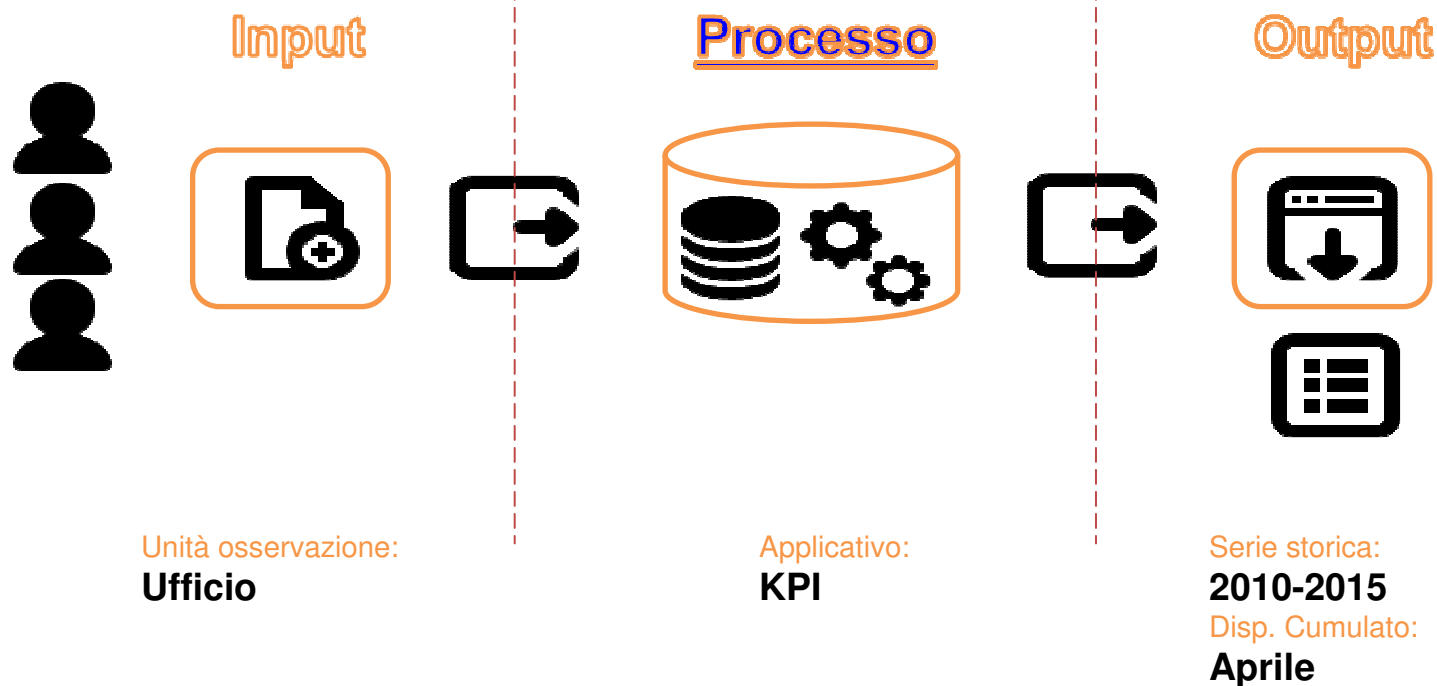 Input
Processo
Output
Unità osservazione:
Ufficio
Applicativo:
KPI
Serie storica:
2010-2015
Disp. Cumulato:
Aprile